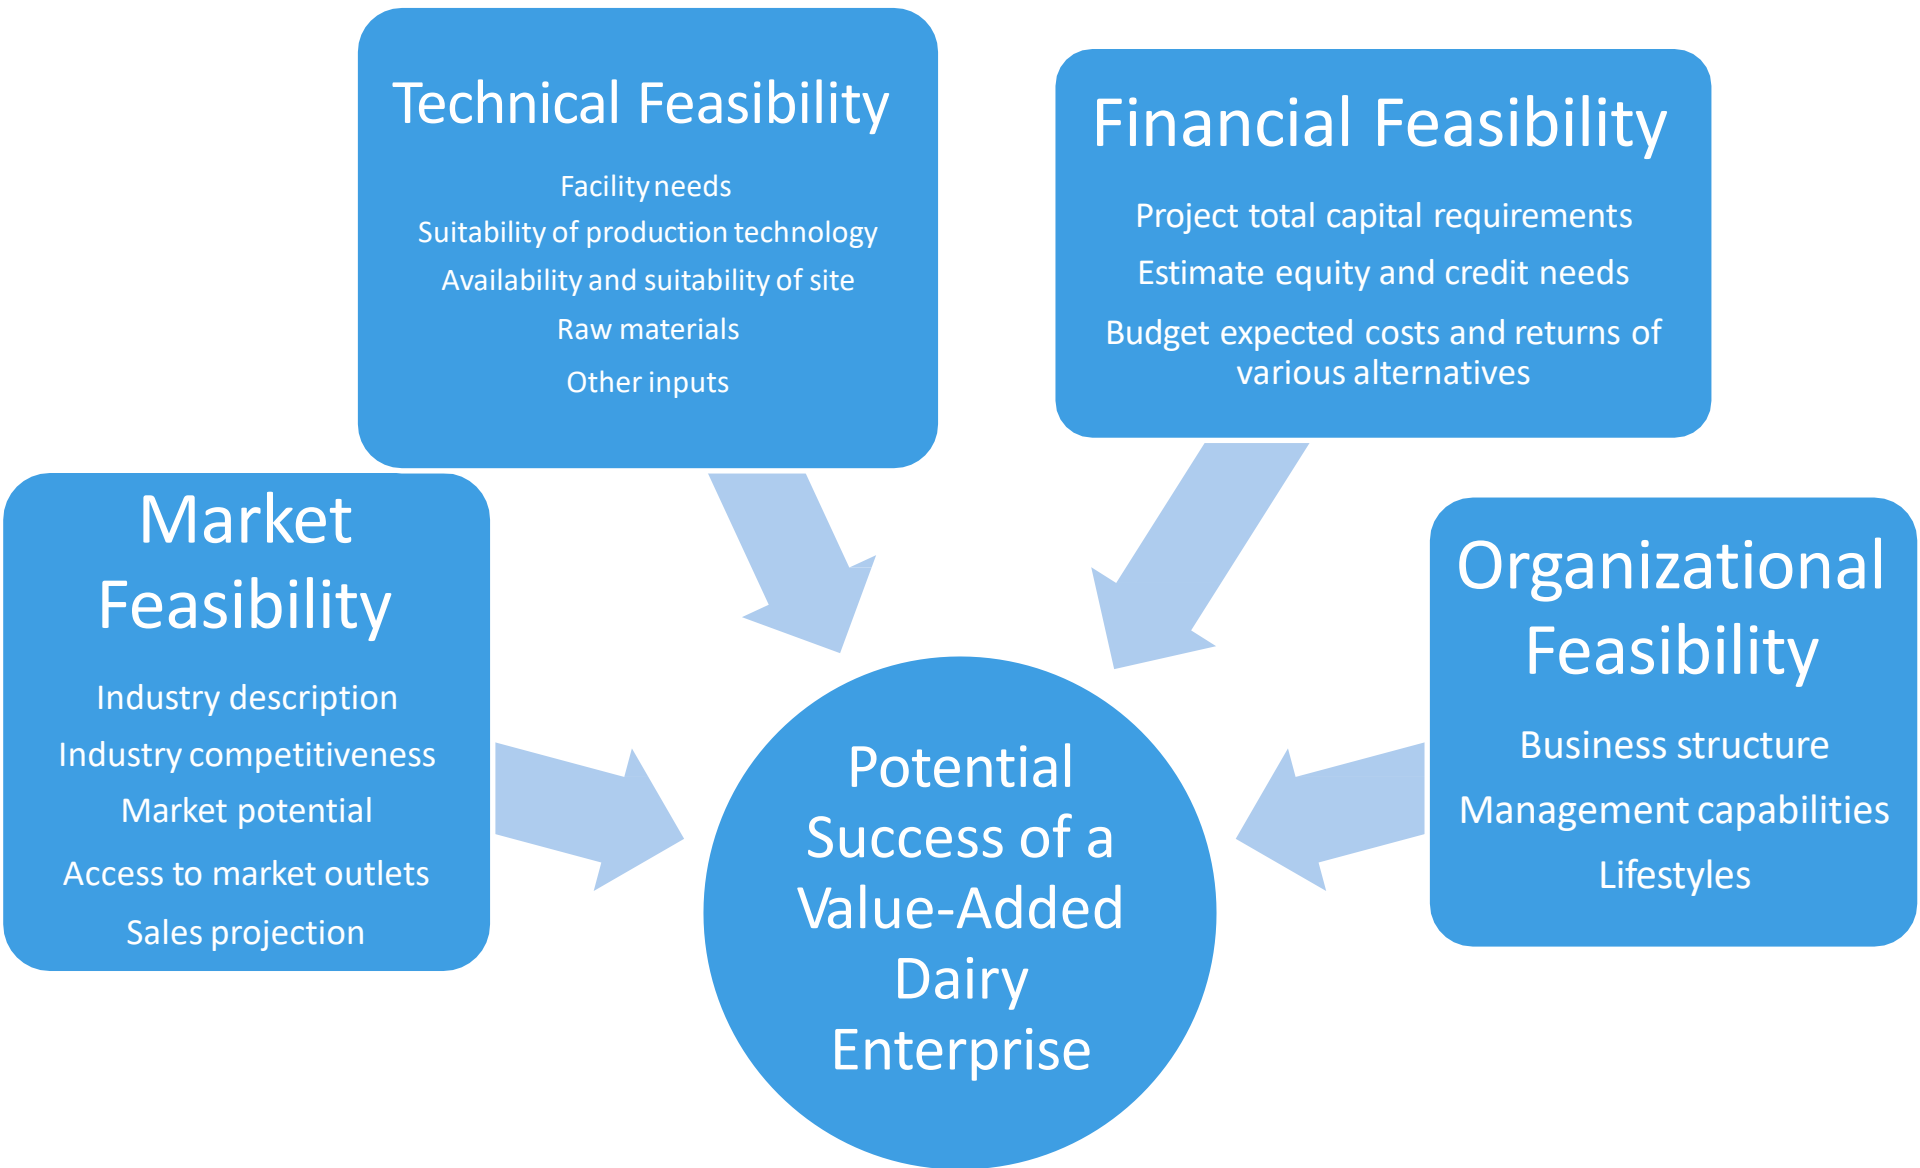 Technical Feasibility
Facility needs
Suitability of production technology
Availability and suitability of site
Raw materials
Other inputs
Financial Feasibility
Project total capital requirements
Estimate equity and credit needs
Budget expected costs and returns of
various alternatives
Market
Feasibility
Industry description
Industry competitiveness
Market potential
Access to market outlets
Sales projection
Organizational
Feasibility
Business structure
Management capabilities
Lifestyles
Potential
Success of a
Value-Added
Dairy
Enterprise